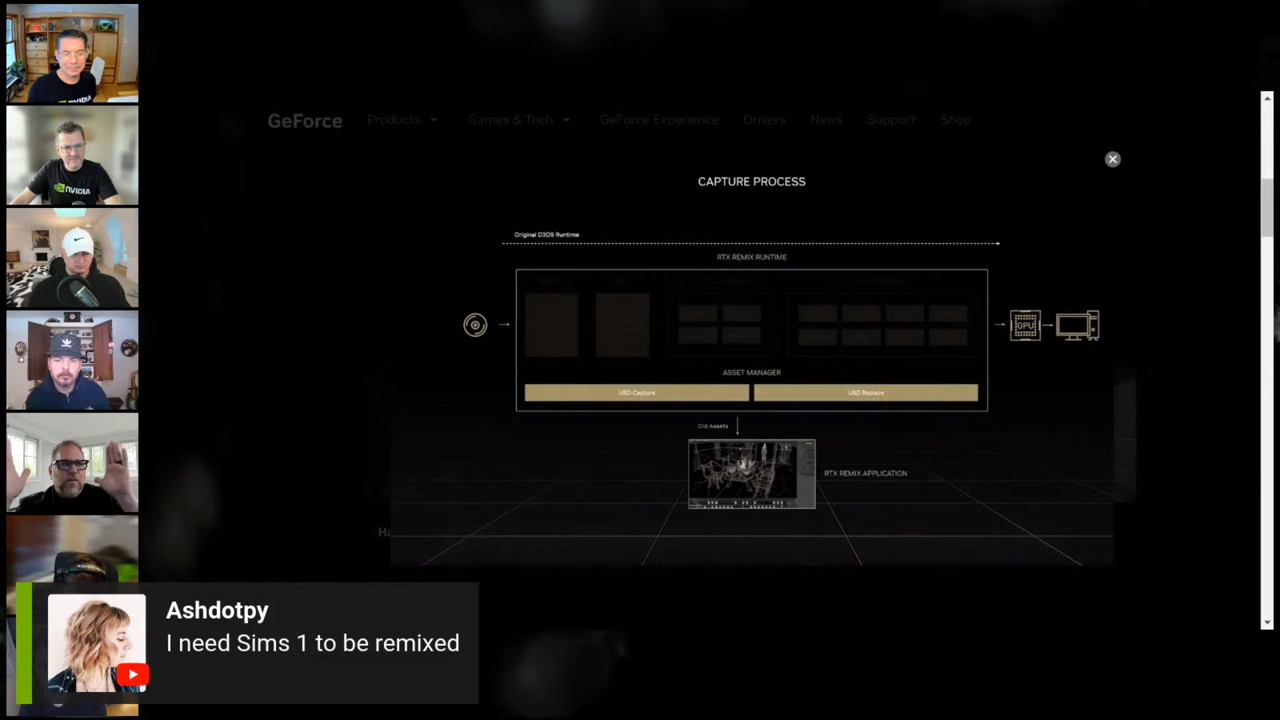 GeForce
Products
Games & Tech
GeForce Experience
Drivers
News
Support
Shop
CAPTURE PROCESS
Original D3D9 Runtime
RTX REMIX RUNTIME
GPU
ASSET MANAGER
USD Capture
USD Replace
Old Assets
RTX REMIX APPLICATION
NVIDIA
NVIDIA
Ashdotpy
I need Sims 1 to be remixed